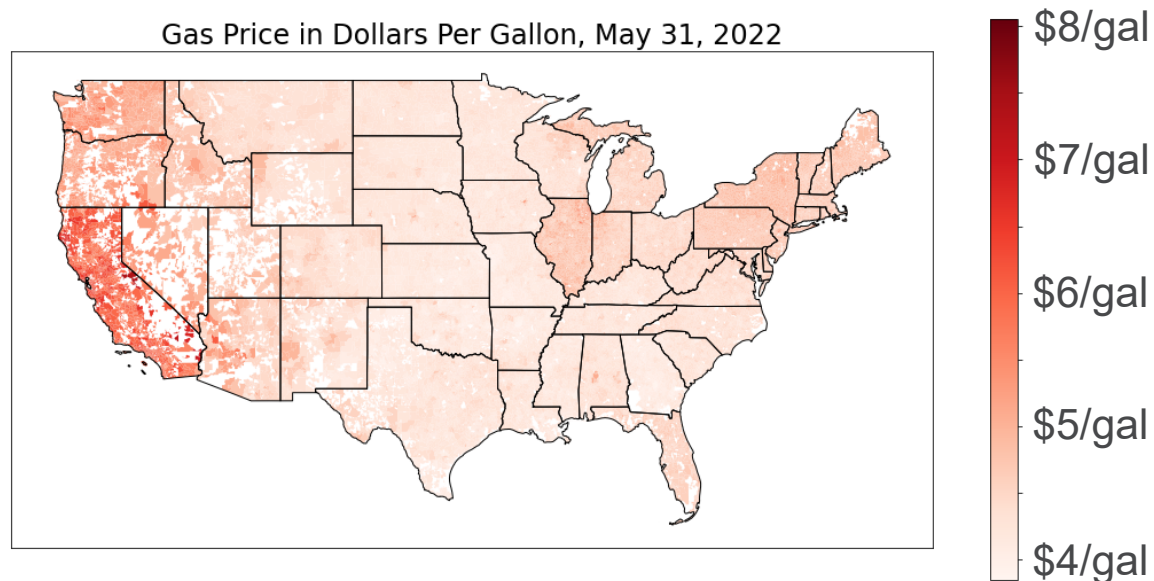 Gas Price in Dollars Per Gallon, May 31, 2022
$8/gal
$7/gal
$6/gal
$5/gal
$4/gal